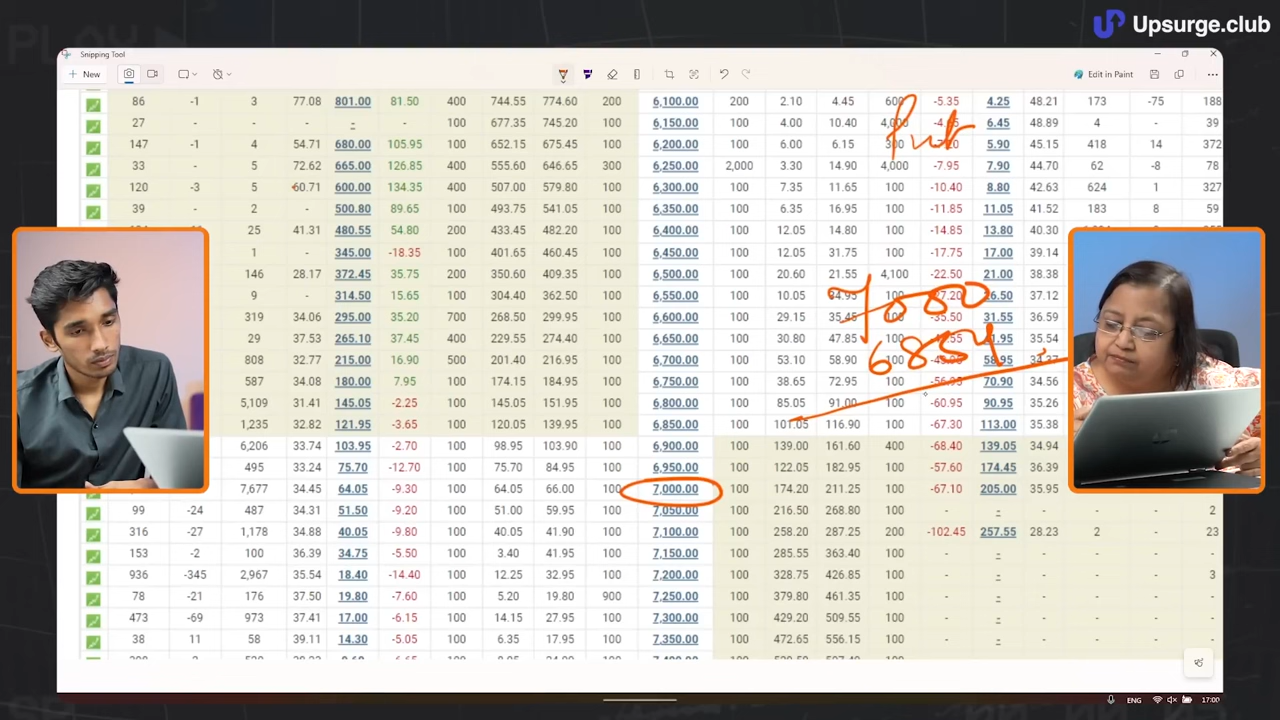 Upsurge.club
Snipping Tool
New
Edit in Paint
86 -1 3 77.08 801.00 81.50 400 744.55 774.60 200 6,100.00 200 2.10 4.45 600 -5.35 4.25 48.21 173 -75 188
27 - - - - - 100 677.35 745.20 100 6,150.00 100 4.00 10.40 6.45 48.89 4 - 39
147 -1 4 54.71 680.00 105.95 100 652.15 675.45 100 6,200.00 100 6.00 6.15 5.90 45.15 418 14 372
33 - 5 72.62 665.00 126.85 400 555.60 646.65 300 6,250.00 2,000 3.30 14.90 4,000 -7.95 7.90 44.70 62 -8 78
120 -3 5 60.71 600.00 134.35 400 507.00 579.80 100 6,300.00 100 7.35 11.65 100 -10.40 8.80 42.63 624 1 327
39 - 2 - 500.80 89.65 100 493.75 541.05 100 6,350.00 100 6.35 16.95 100 -11.85 11.05 41.52 183 8 59
25 41.31 480.55 54.80 200 433.45 482.20 100 6,400.00 100 12.05 14.80 100 -14.85 13.80 40.30
1 - 345.00 -18.35 100 401.65 460.45 100 6,450.00 100 12.05 31.75 100 -17.75 17.00 39.14
146 28.17 372.45 35.75 200 350.60 409.35 100 6,500.00 100 20.60 21.55 4,100 -22.50 21.00 38.38
9 - 314.50 15.65 100 304.40 362.50 100 6,550.00 100 10.05 34.95 100 -27.20 26.50 37.12
319 34.06 295.00 35.20 700 268.50 299.95 100 6,600.00 100 29.15 35.45 100 -35.50 31.55 36.59
29 37.53 265.10 37.45 400 229.55 274.40 100 6,650.00 100 30.80 47.85 100 35.54
808 32.77 215.00 16.90 500 201.40 216.95 100 6,700.00 100 53.10 58.90 100 58.95 34.37
587 34.08 180.00 7.95 100 174.15 184.95 100 6,750.00 100 38.65 72.95 100 70.90 34.56
5,109 31.41 145.05 -2.25 100 145.05 151.95 100 6,800.00 100 85.05 91.00 100 -60.95 90.95 35.26
1,235 32.82 121.95 -3.65 100 120.05 139.95 100 6,850.00 100 101.05 116.90 100 -67.30 113.00 35.38
6,206 33.74 103.95 -2.70 100 98.95 103.90 100 6,900.00 100 139.00 161.60 400 -68.40 139.05 34.94
495 33.24 75.70 -12.70 100 75.70 84.95 100 6,950.00 100 122.05 182.95 100 -57.60 174.45 36.39
7,677 34.45 64.05 -9.30 100 64.05 66.00 100 7,000.00 100 174.20 211.25 100 -67.10 205.00 35.95
99 -24 487 34.31 51.50 -9.20 100 51.00 59.95 100 7,050.00 100 216.50 268.80 100 - - - - - 2
316 -27 1,178 34.88 40.05 -9.80 100 40.05 41.90 100 7,100.00 100 258.20 287.25 200 -102.45 257.55 28.23 2 - 23
153 -2 100 36.39 34.75 -5.50 100 3.40 41.95 100 7,150.00 100 285.55 363.40 100 - - - - - -
936 -345 2,967 35.54 18.40 -14.40 100 12.25 32.95 100 7,200.00 100 328.75 426.85 100 - - - - - 3
78 -21 176 37.50 19.80 -7.60 100 5.20 19.80 900 7,250.00 100 379.80 461.35 100 - - - - - -
473 -69 973 37.41 17.00 -6.15 100 14.15 27.95 100 7,300.00 100 429.20 509.55 100 - - - - - -
38 11 58 39.11 14.30 -5.05 100 6.35 17.95 100 7,350.00 100 472.65 556.15 100 - - - - - -
Put
7000
6884
ENG 17:00